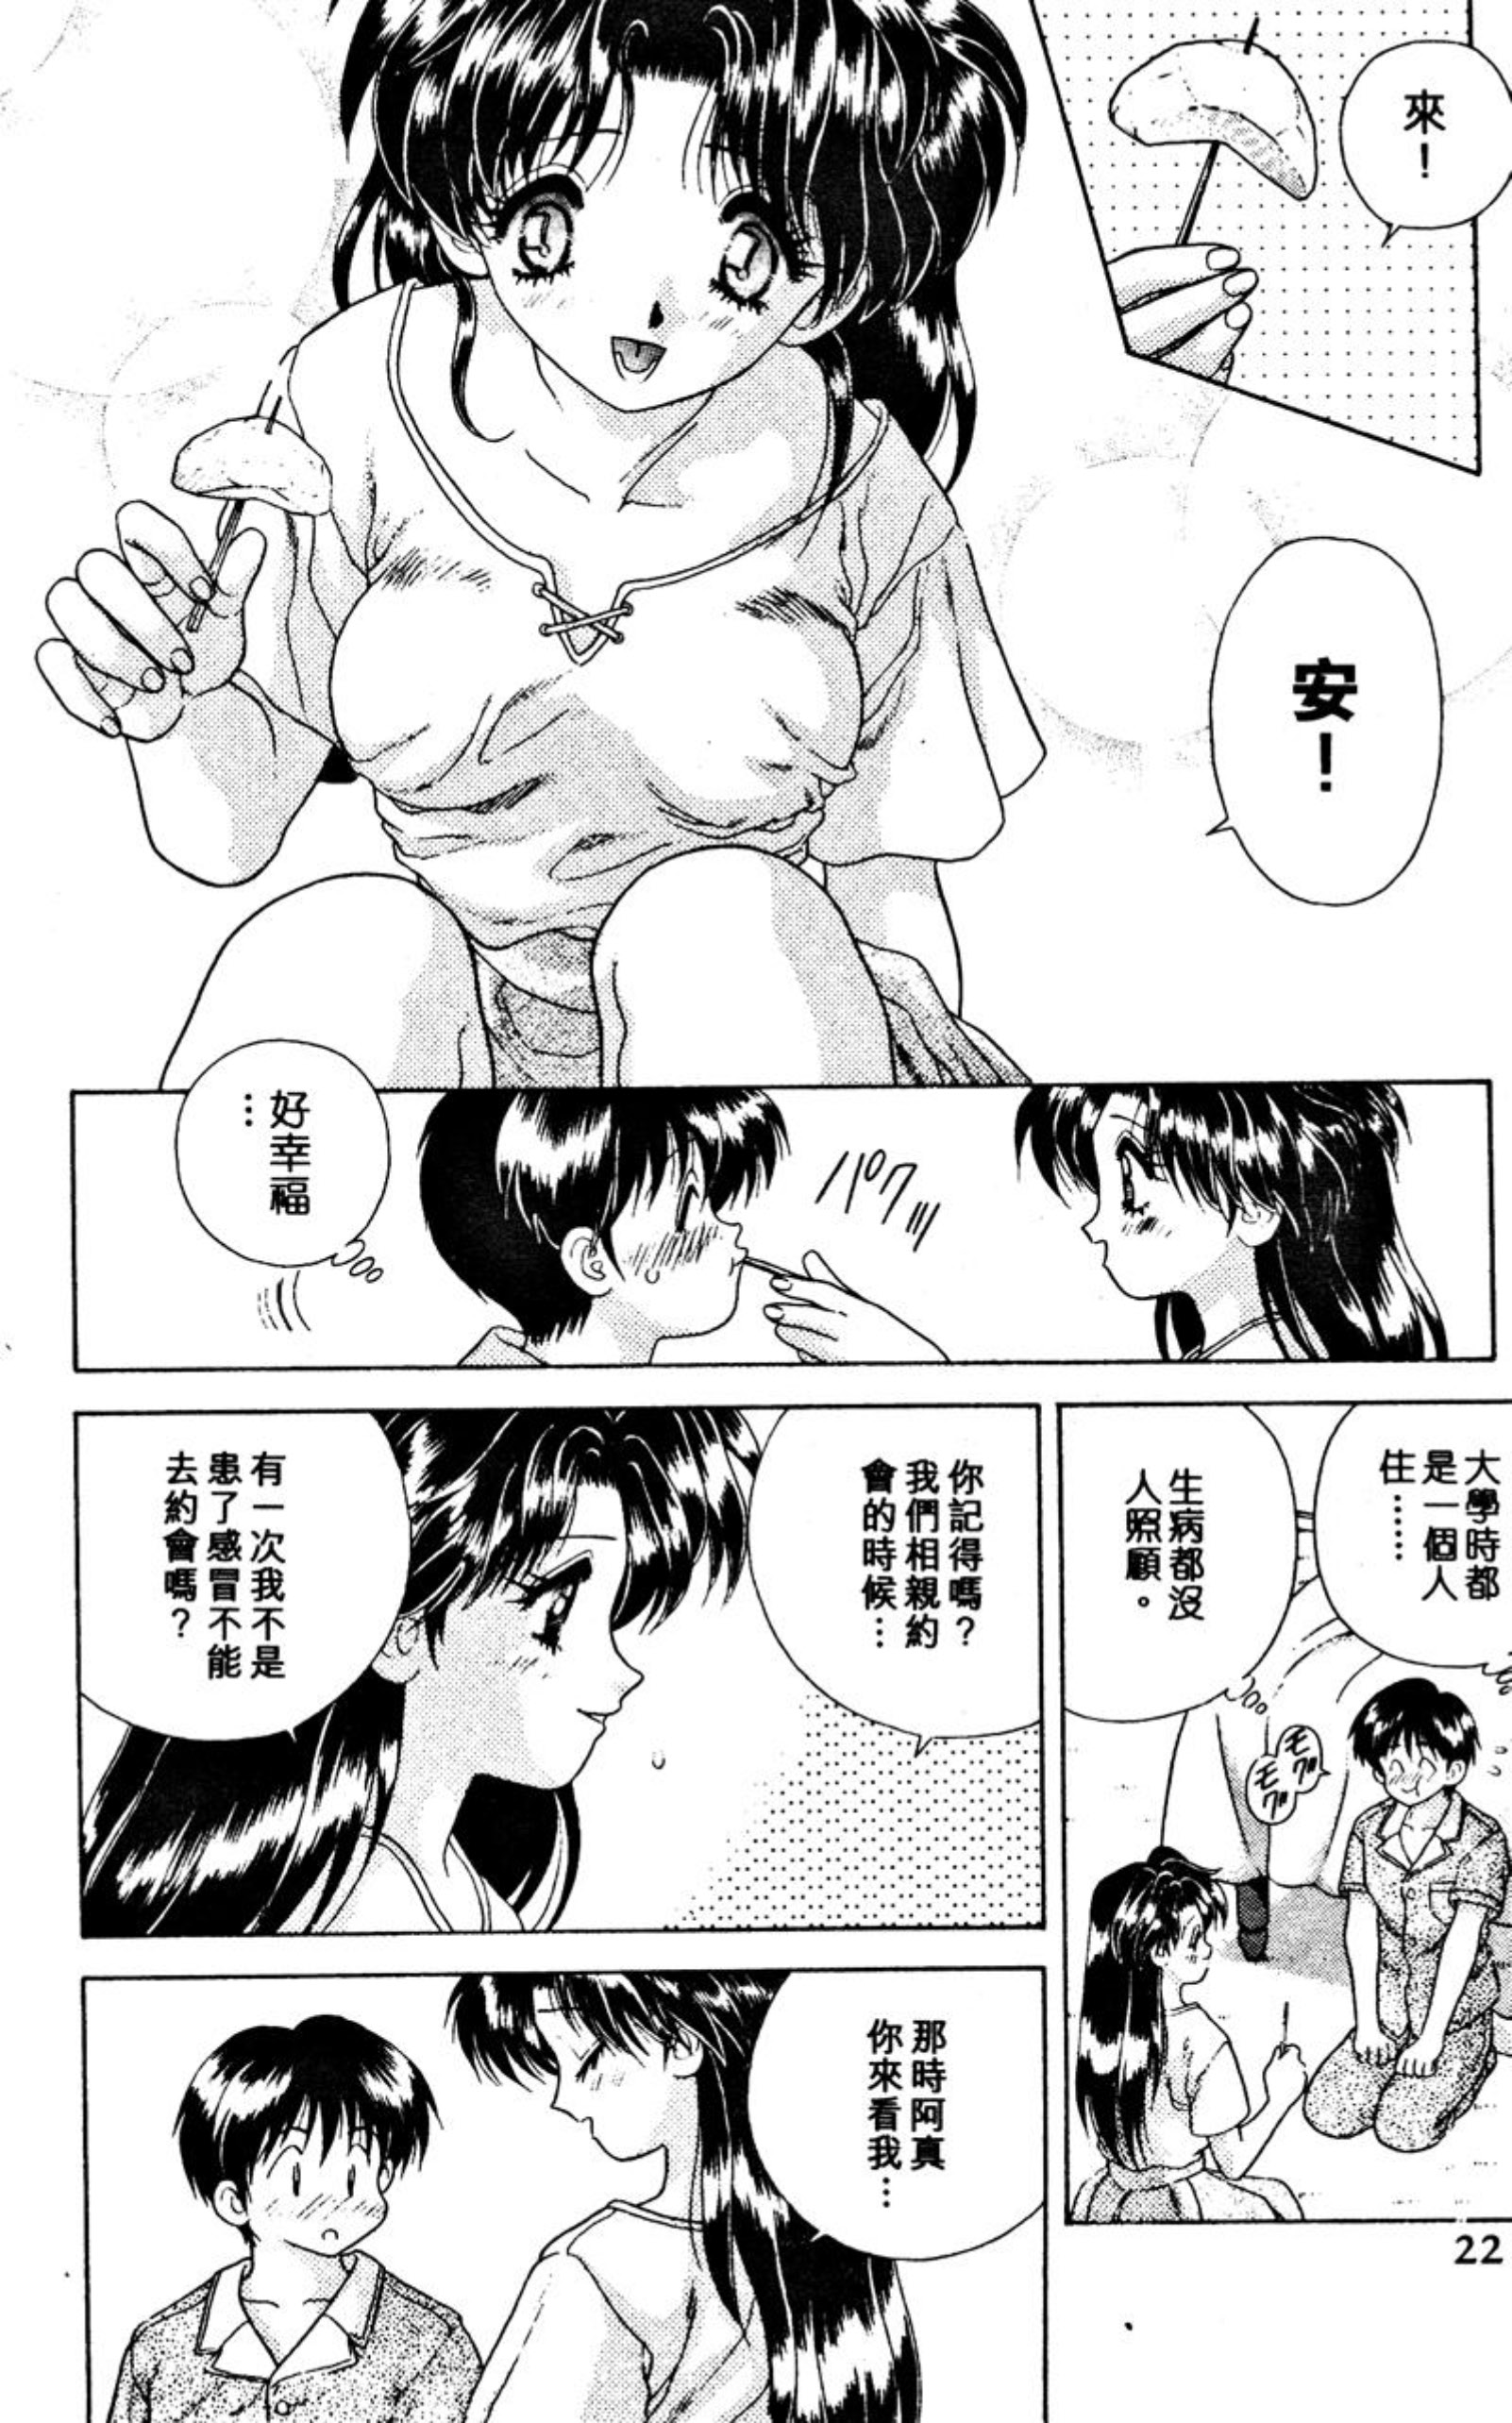 來！
安！
パクッ
好幸福
…
大學時都
是一個人
住……
生病都沒
人照顧。
モグ
モグ
你記得嗎？
我們相親約
會的時候…
有一次我不是
患了感冒不能
去約會嗎？
那時阿真
你來看我…
22